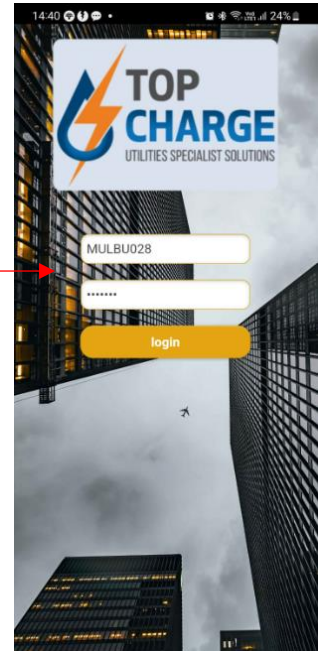 14:40 24%
TOP
CHARGE
UTILITIES SPECIALIST SOLUTIONS
MULBU028
•••••••
login